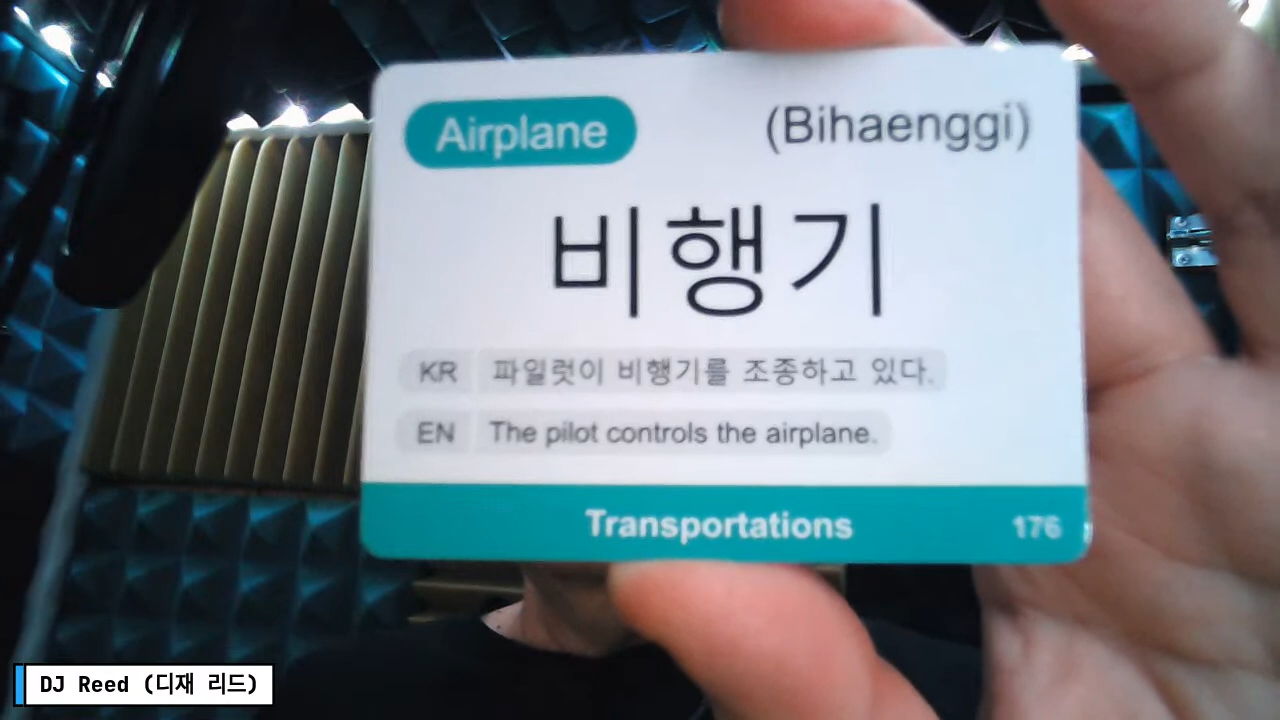 Airplane (Bihaenggi)
비행기
KR 파일럿이 비행기를 조종하고 있다.
EN The pilot controls the airplane.
Transportations 176
DJ Reed (디재 리드)